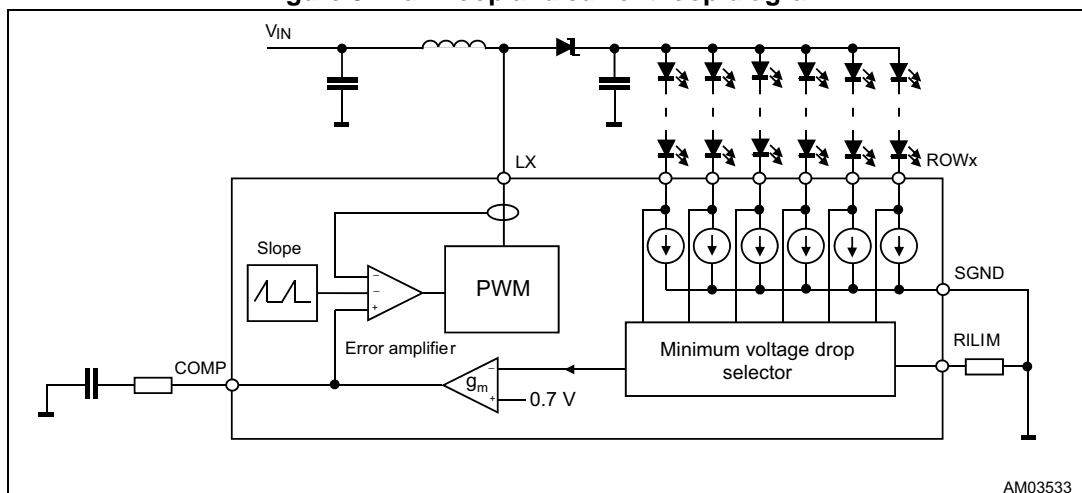 VIN
LX
ROWx
Slope
PWM
SGND
RILIM
Minimum voltage drop
selector
Error amplifier
COMP
gm
0.7 V
AM03533